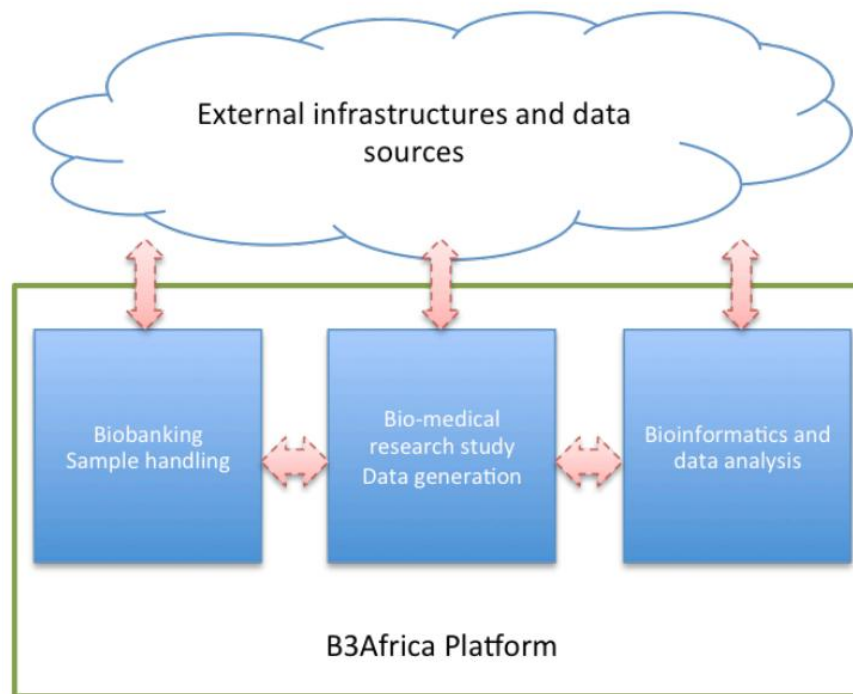 External infrastructures and data
sources
Biobanking
Sample handling
Bio-medical
research study
Data generation
Bioinformatics and
data analysis
B3Africa Platform